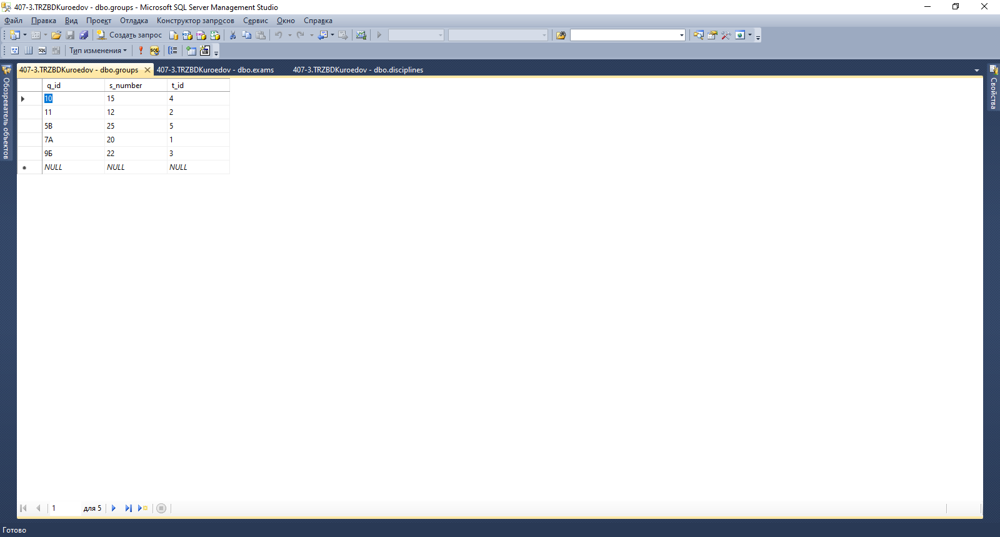 407-3.TRZBDKuroedov - dbo.groups - Microsoft SQL Server Management Studio
Файл Правка Вид Проект Отладка Конструктор запросов Сервис Окно Справка
Создать запрос
Тип изменения
407-3.TRZBDKuroedov - dbo.groups 407-3.TRZBDKuroedov - dbo.exams 407-3.TRZBDKuroedov - dbo.disciplines
Обозреватель объектов
Свойства
q_id s_number t_id
10 15 4
11 12 2
5В 25 5
7А 20 1
9Б 22 3
NULL NULL NULL
1 для 5
Готово